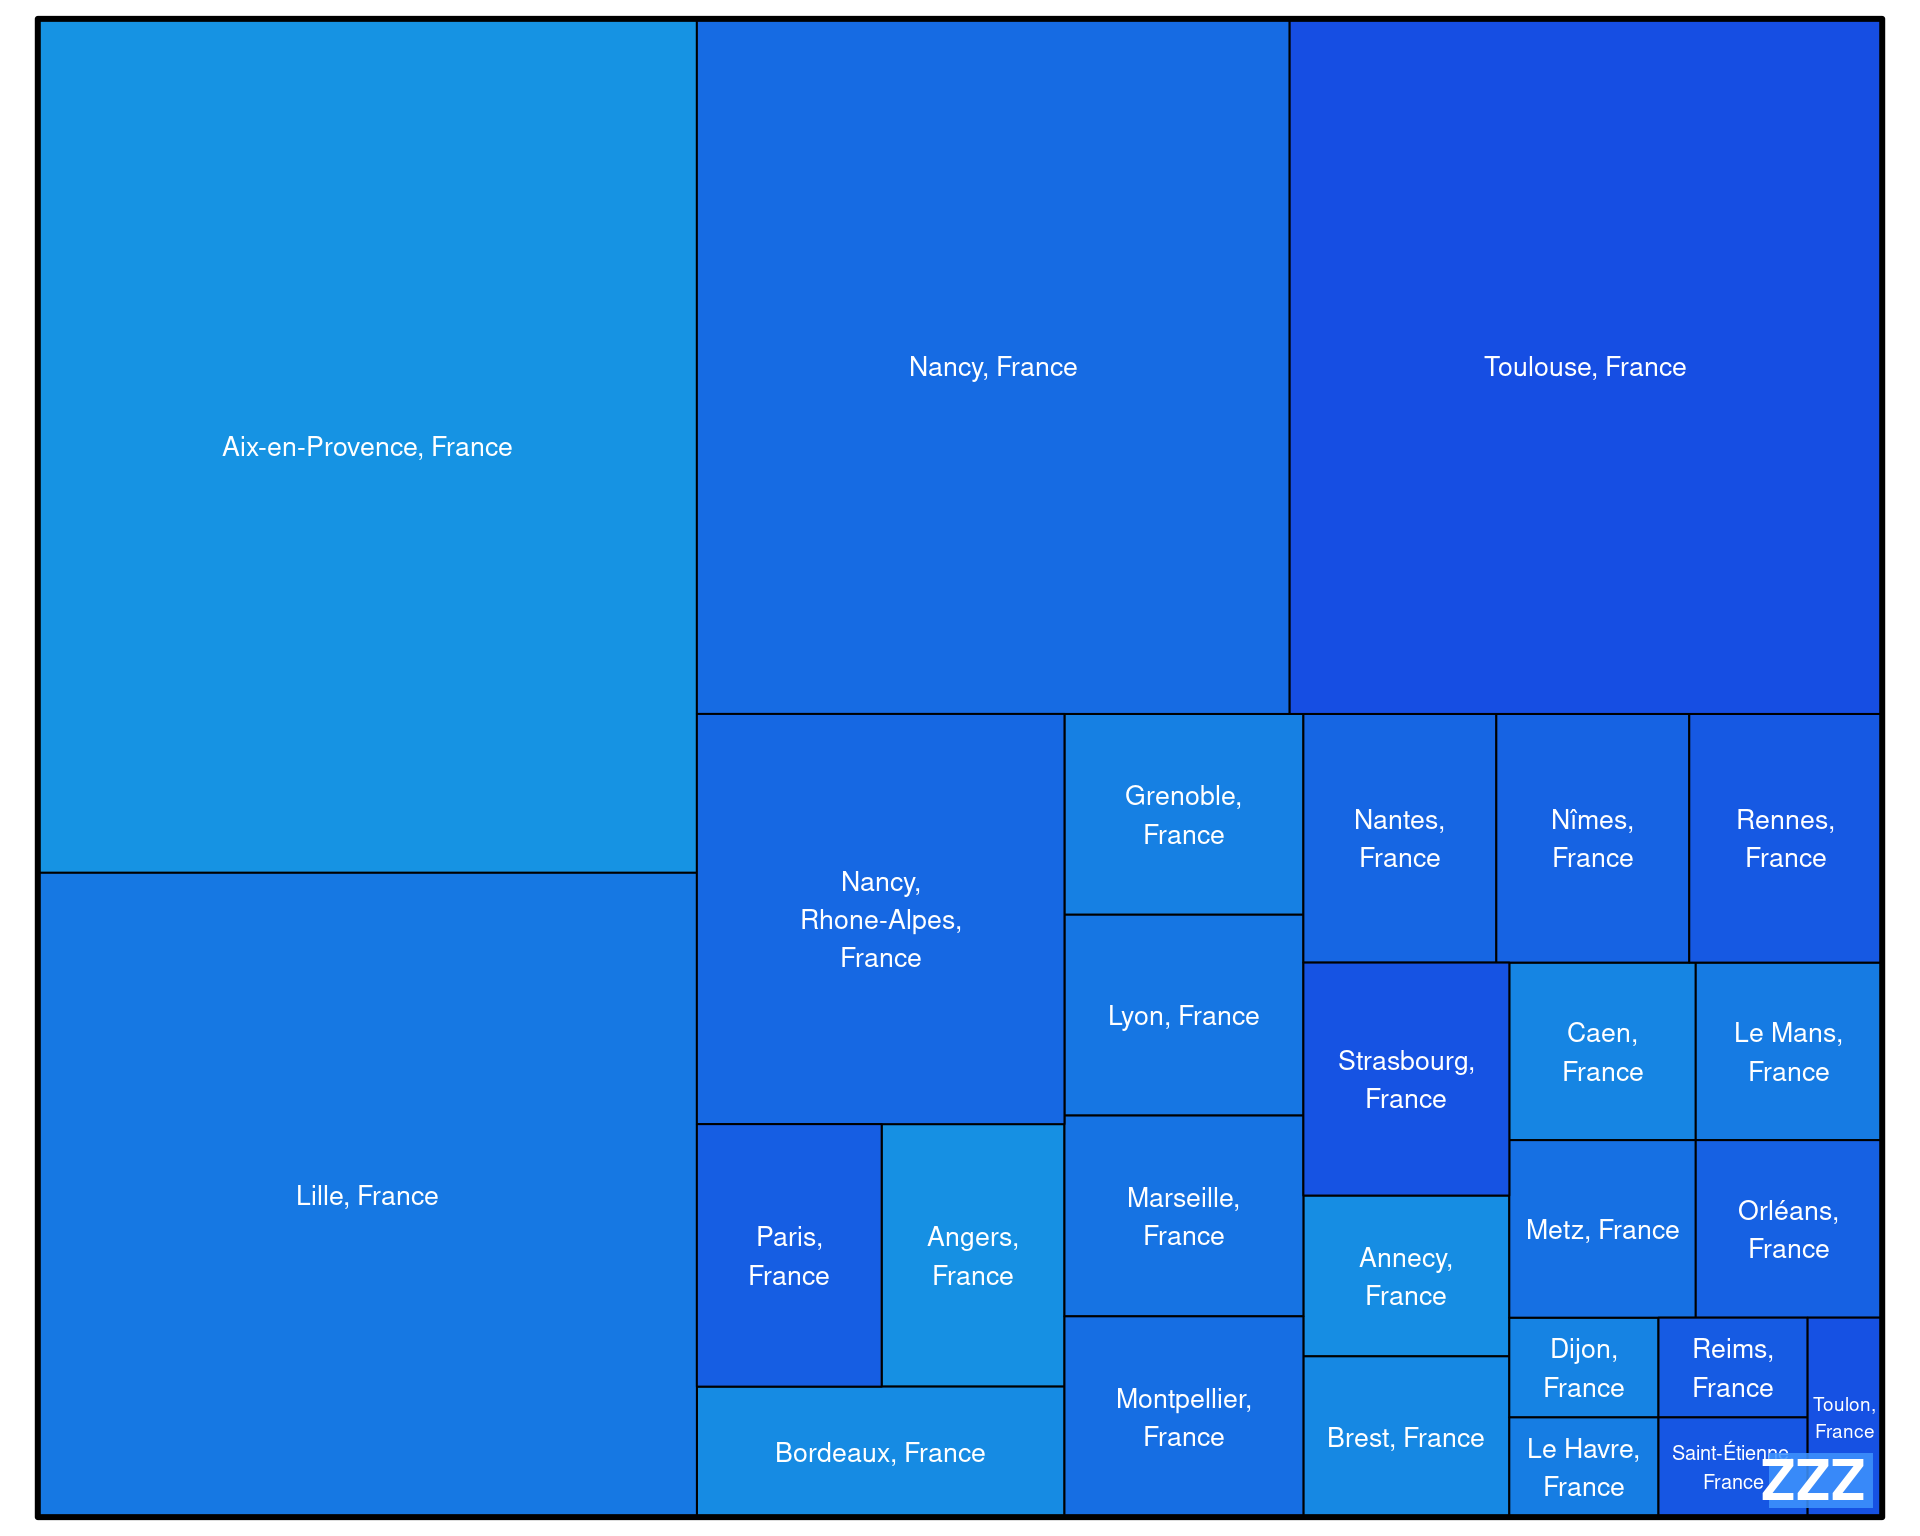 Aix-en-Provence, France
Nancy, France
Toulouse, France
Lille, France
Nancy,
Rhone-Alpes,
France
Grenoble,
France
Nantes,
France
Nîmes,
France
Rennes,
France
Lyon, France
Strasbourg,
France
Caen,
France
Le Mans,
France
Paris,
France
Angers,
France
Marseille,
France
Annecy,
France
Metz, France
Orléans,
France
Bordeaux, France
Montpellier,
France
Brest, France
Dijon,
France
Reims,
France
Toulon,
France
Le Havre,
France
Saint-Étienne,
France
ZZZ